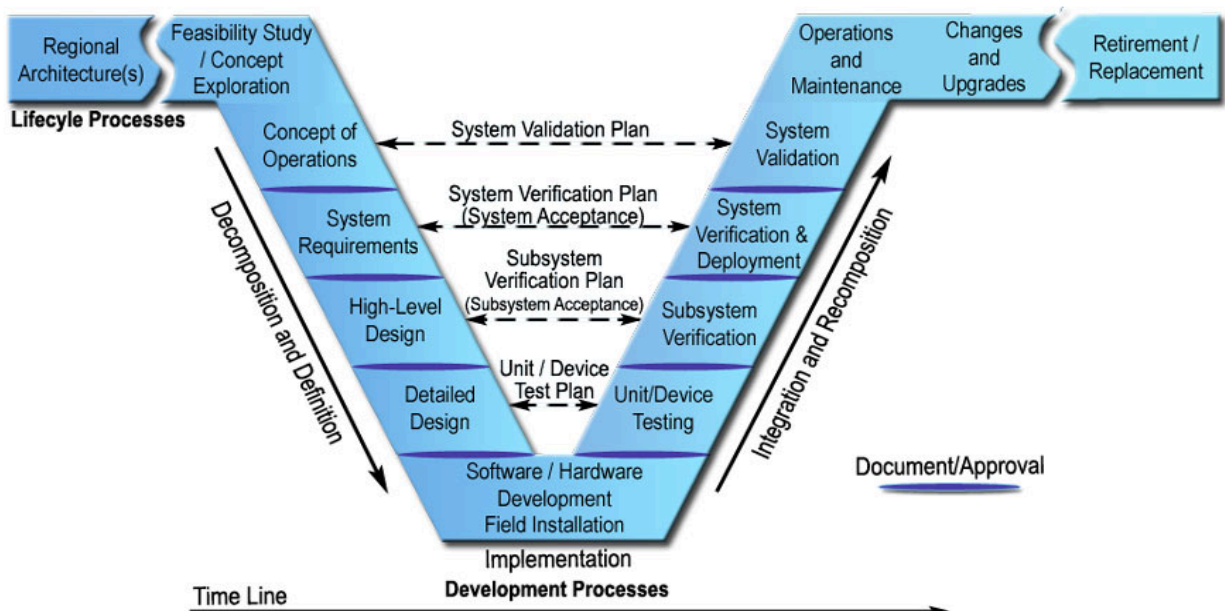 Regional
Architecture(s)
Feasibility Study
/ Concept
Exploration
Operations
and
Maintenance
Changes
and
Upgrades
Retirement /
Replacement
Lifecyle Processes
Concept of
Operations
System Validation Plan
System
Validation
System
Requirements
System Verification Plan
(System Acceptance)
System
Verification &
Deployment
High-Level
Design
Subsystem
Verification Plan
(Subsystem Acceptance)
Subsystem
Verification
Detailed
Design
Unit / Device
Test Plan
Unit/Device
Testing
Decomposition and Definition
Integration and Recomposition
Software / Hardware
Development
Field Installation
Document/Approval
Implementation
Development Processes
Time Line